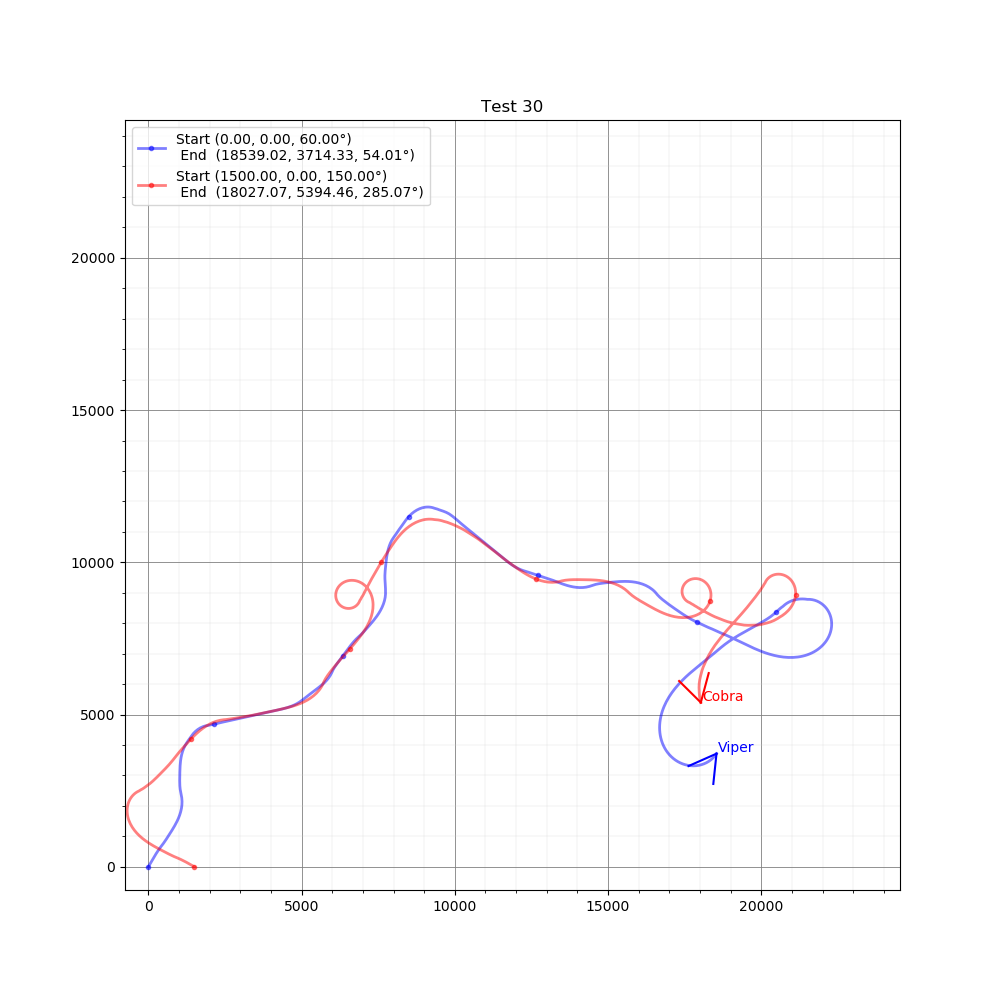 Test 30
Start (0.00, 0.00, 60.00°)
End  (18539.02, 3714.33, 54.01°)
Start (1500.00, 0.00, 150.00°)
End  (18027.07, 5394.46, 285.07°)
20000
15000
10000
5000
0
Cobra
Viper
0 5000 10000 15000 20000